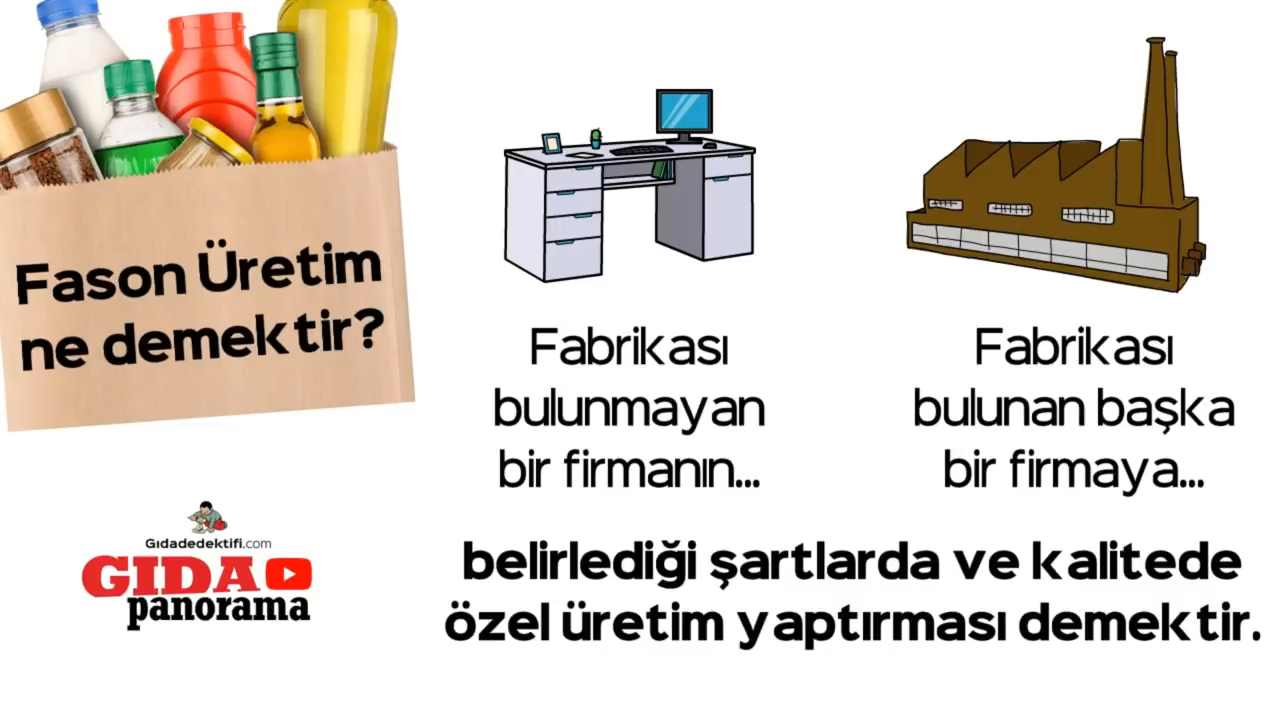 Fason Üretim
ne demektir?
Fabrikası
bulunmayan
bir firmanın...
Fabrikası
bulunan başka
bir firmaya...
belirlediği şartlarda ve kalitede
özel üretim yaptırması demektir.
Gıdadedektifi.com
GIDA
panorama